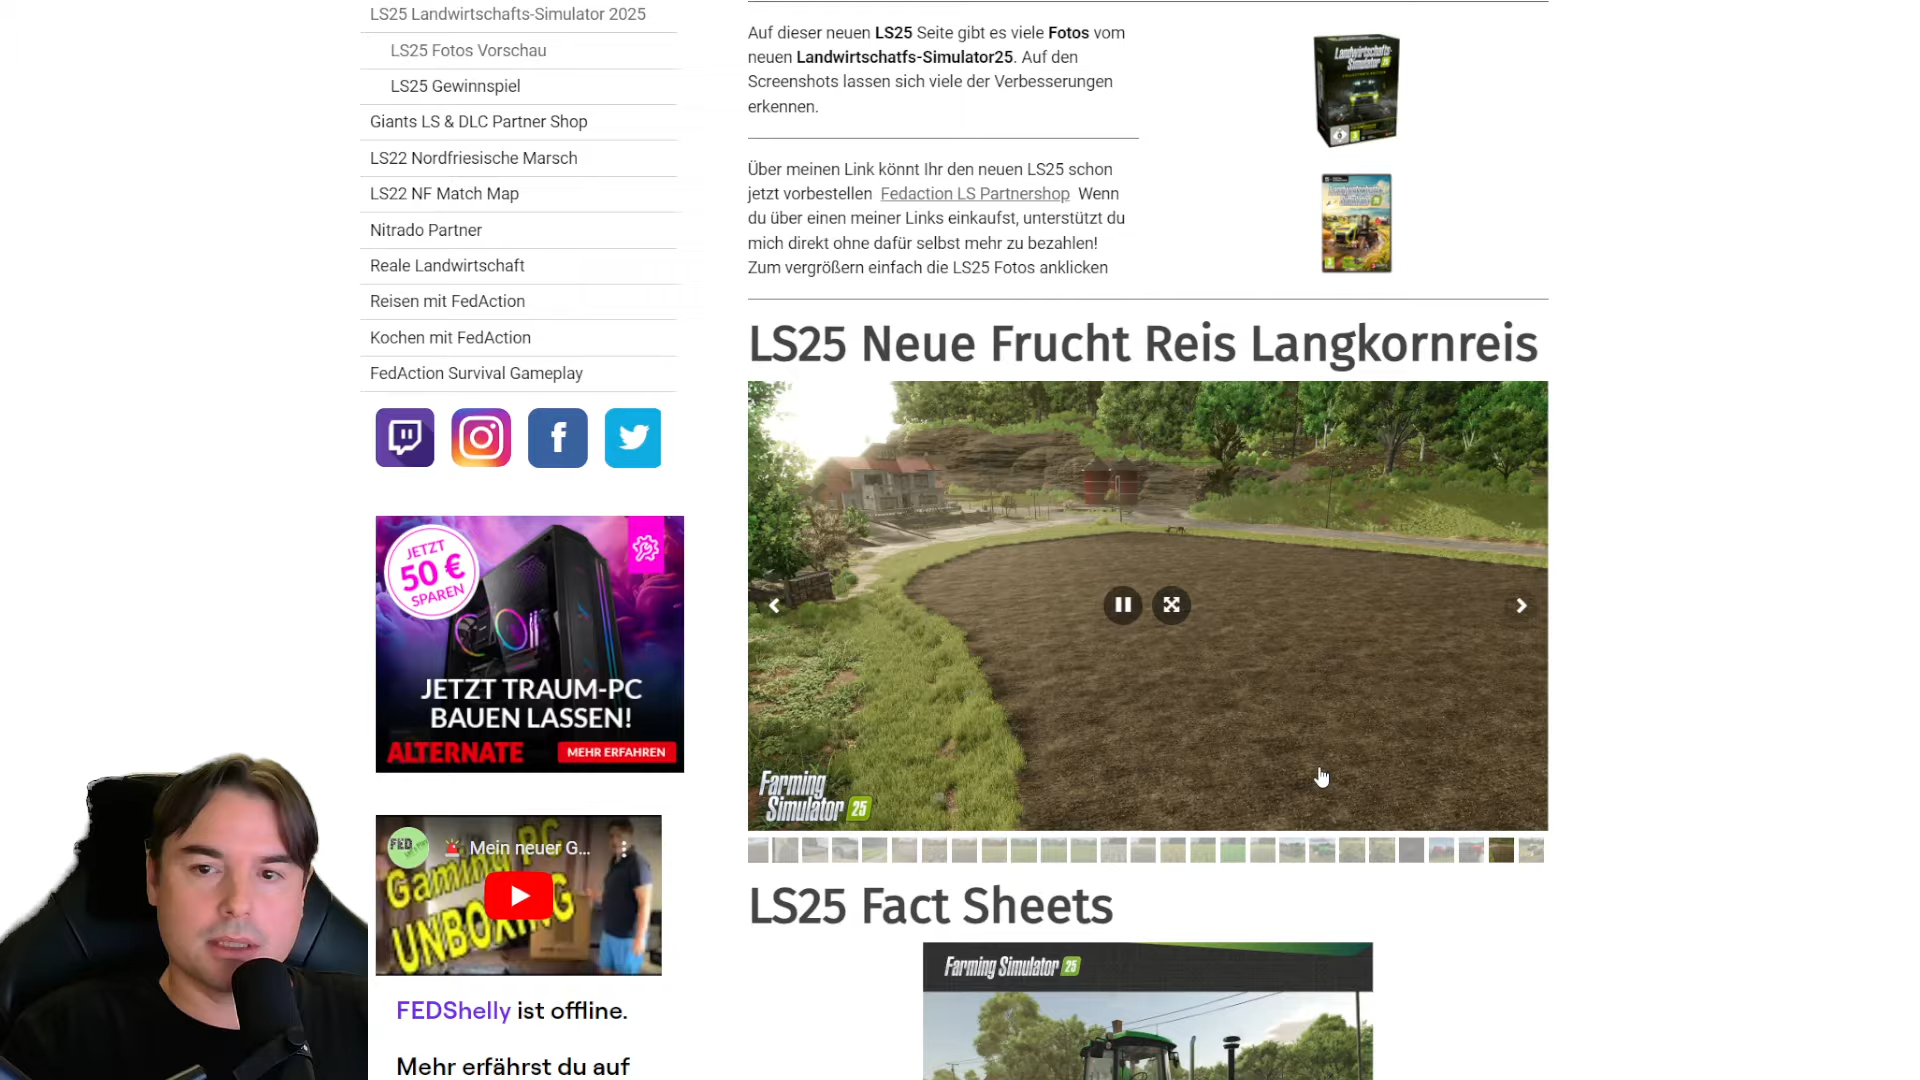 LS25 Landwirtschafts-Simulator 2025
LS25 Fotos Vorschau
LS25 Gewinnspiel
Giants LS & DLC Partner Shop
LS22 Nordfriesische Marsch
LS22 NF Match Map
Nitrado Partner
Reale Landwirtschaft
Reisen mit FedAction
Kochen mit FedAction
FedAction Survival Gameplay
JETZT
50 €
SPAREN
JETZT TRAUM-PC
BAUEN LASSEN!
ALTERNATE
MEHR ERFAHREN
FED
Mein neuer G...
Gaming PC
UNBOXING
FEDShelly ist offline.
Mehr erfährst du auf
Auf dieser neuen LS25 Seite gibt es viele Fotos vom
neuen Landwirtschatfs-Simulator25. Auf den
Screenshots lassen sich viele der Verbesserungen
erkennen.
Über meinen Link könnt Ihr den neuen LS25 schon
jetzt vorbestellen Fedaction LS Partnershop Wenn
du über einen meiner Links einkaufst, unterstützt du
mich direkt ohne dafür selbst mehr zu bezahlen!
Zum vergrößern einfach die LS25 Fotos anklicken
Landwirtschafts-
Simulator 25
LS25 Neue Frucht Reis Langkornreis
Farming
Simulator 25
LS25 Fact Sheets
Farming Simulator 25